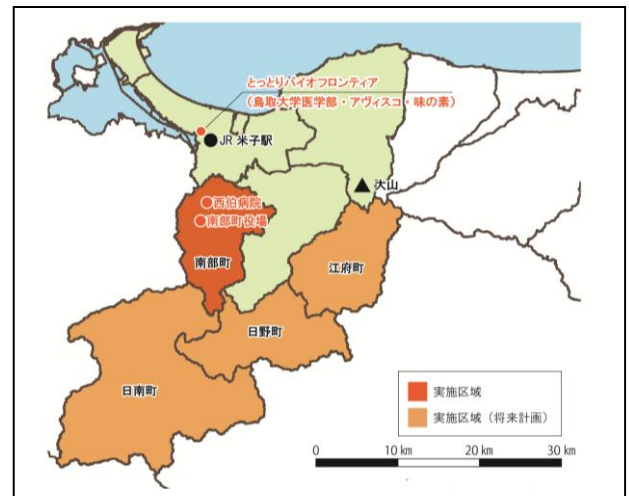 とっとりバイオフロンティア
(鳥取大学医学部・アヴィスコ・味の素)
JR 米子駅
大山
西伯病院
南部町役場
南部町
江府町
日野町
日南町
実施区域
実施区域(将来計画)
0 10 km 20 km 30 km